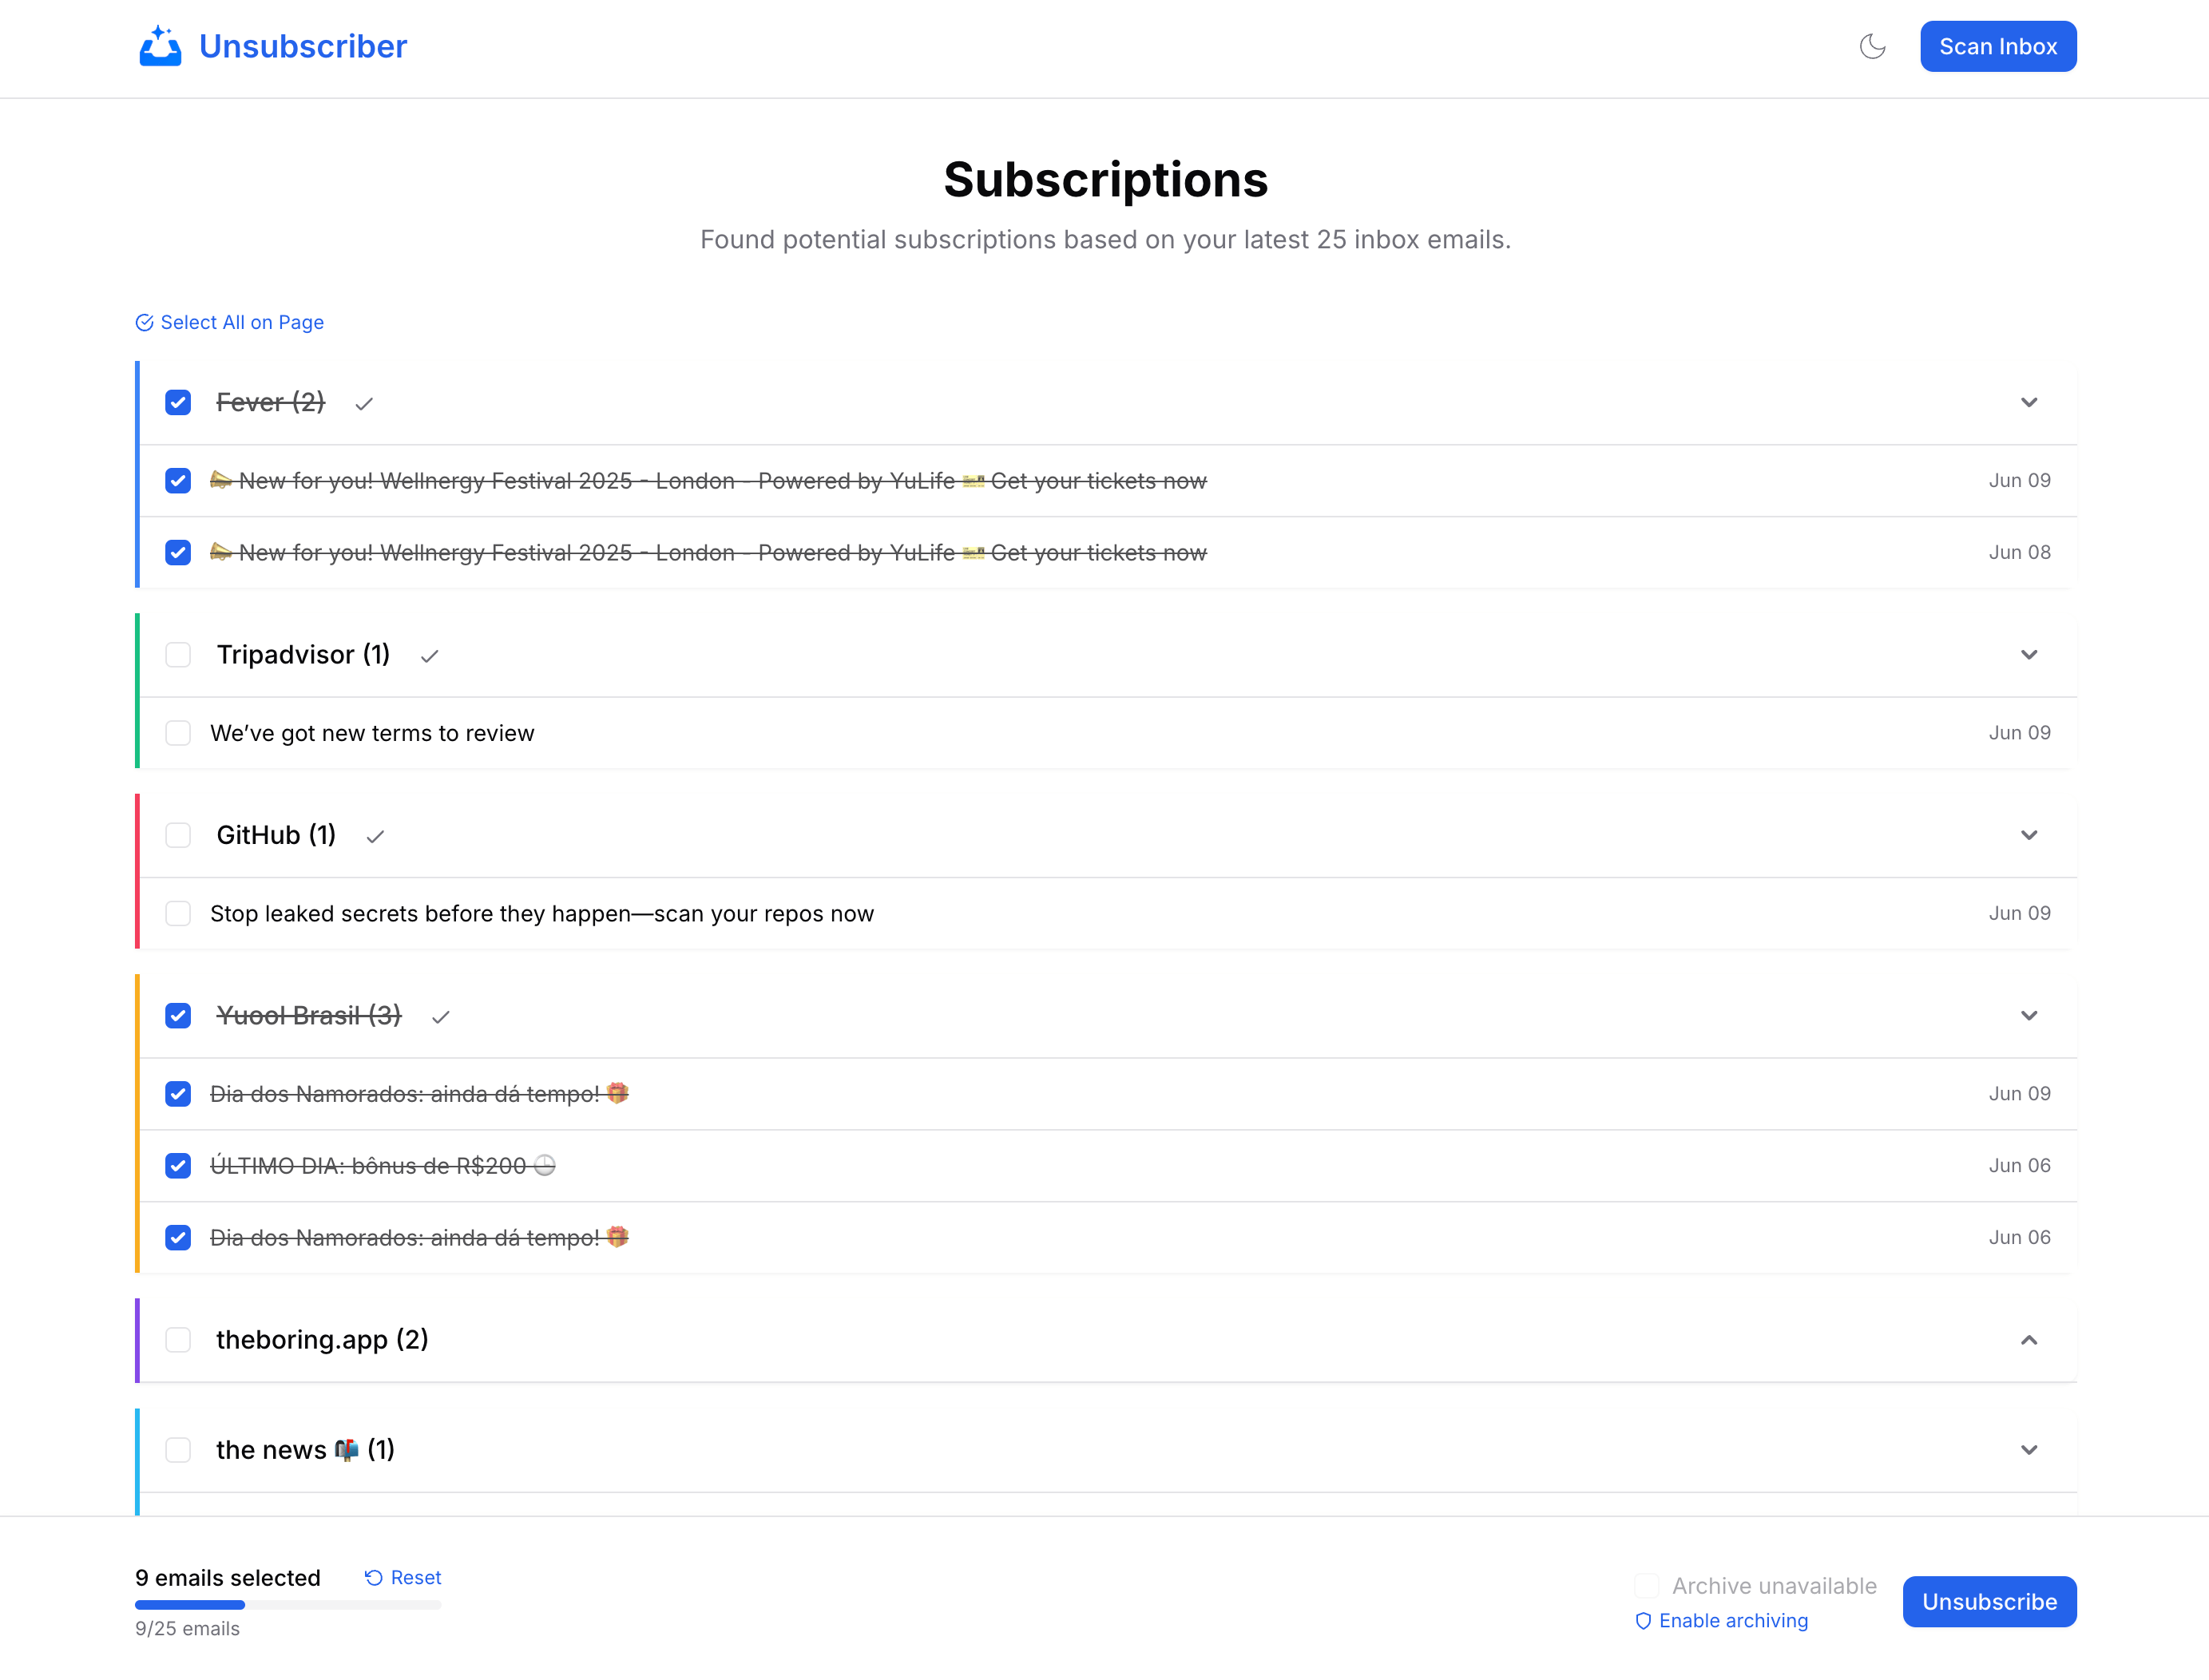 Unsubscriber
Scan Inbox
Subscriptions
Found potential subscriptions based on your latest 25 inbox emails.
Select All on Page
Fever (2)
📣 New for you! Wellnergy Festival 2025 - London - Powered by YuLife 🎫 Get your tickets now
Jun 09
📣 New for you! Wellnergy Festival 2025 - London - Powered by YuLife 🎫 Get your tickets now
Jun 08
Tripadvisor (1)
We’ve got new terms to review
Jun 09
GitHub (1)
Stop leaked secrets before they happen—scan your repos now
Jun 09
Yuool Brasil (3)
Dia dos Namorados: ainda dá tempo! 🎁
Jun 09
ÚLTIMO DIA: bônus de R$200 🕒
Jun 06
Dia dos Namorados: ainda dá tempo! 🎁
Jun 06
theboring.app (2)
the news 📬 (1)
9 emails selected
Reset
9/25 emails
Archive unavailable
Enable archiving
Unsubscribe